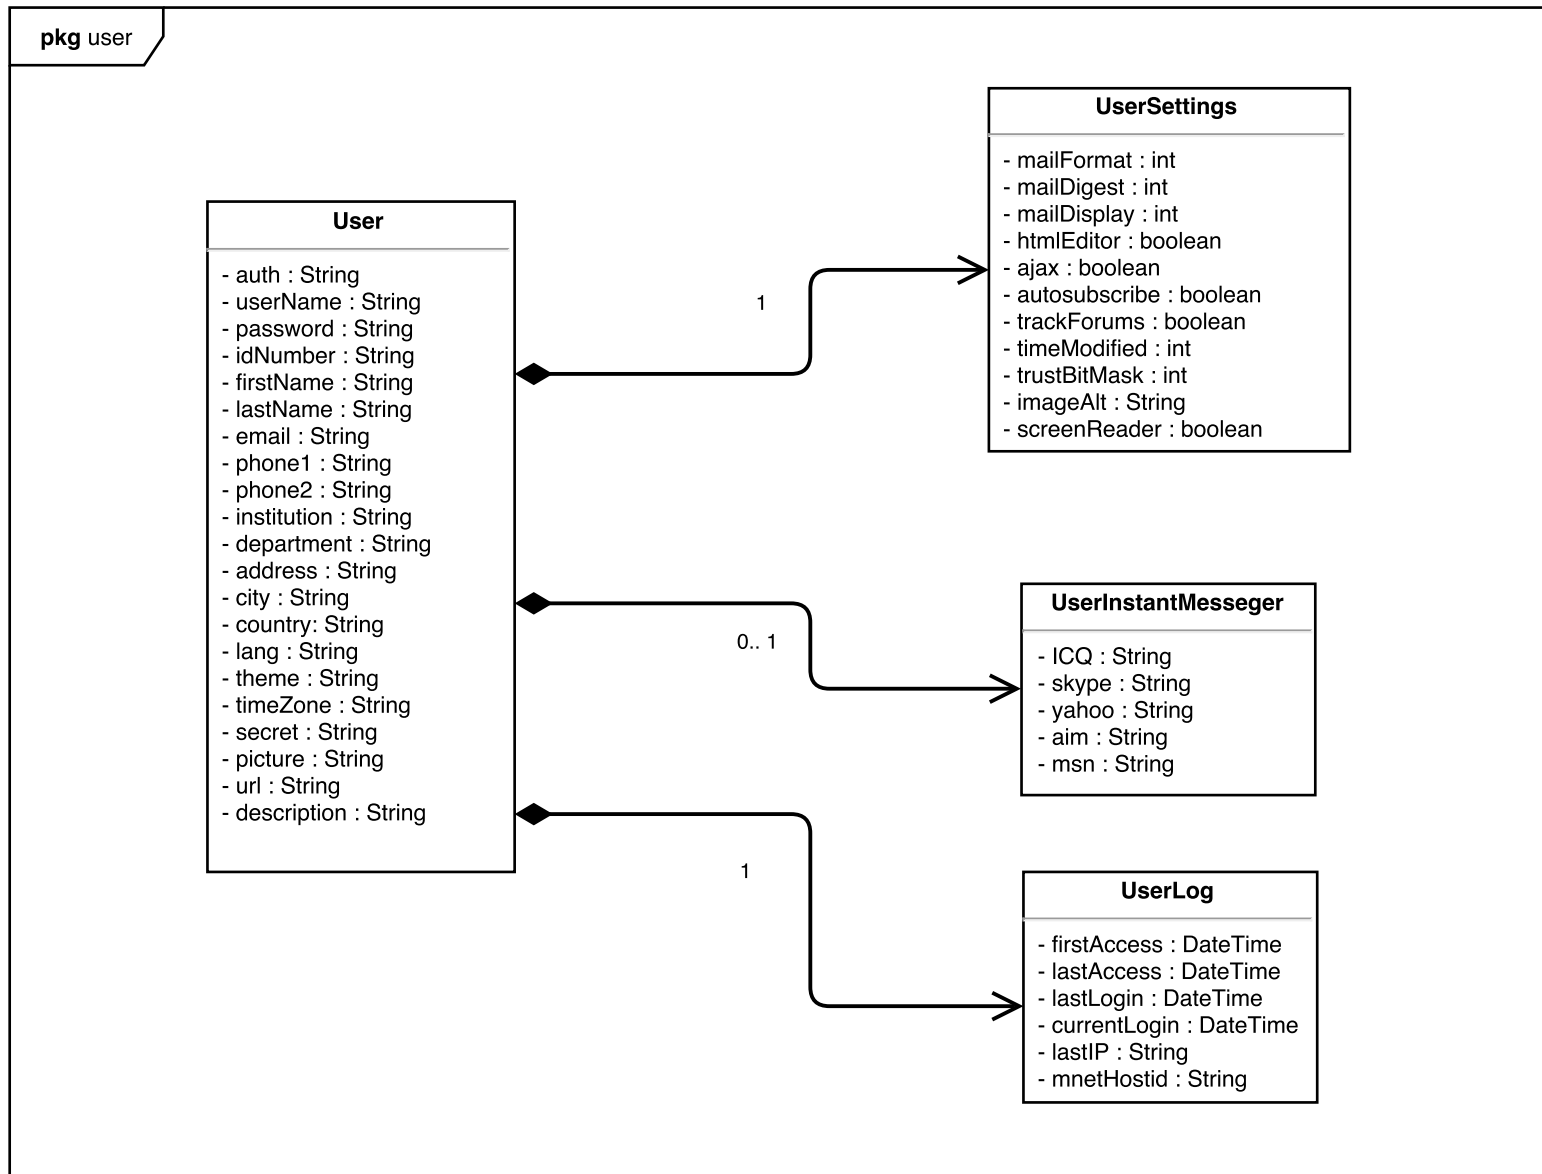 pkg user
User
- auth : String
- userName : String
- password : String
- idNumber : String
- firstName : String
- lastName : String
- email : String
- phone1 : String
- phone2 : String
- institution : String
- department : String
- address : String
- city : String
- country: String
- lang : String
- theme : String
- timeZone : String
- secret : String
- picture : String
- url : String
- description : String
1
UserSettings
- mailFormat : int
- mailDigest : int
- mailDisplay : int
- htmlEditor : boolean
- ajax : boolean
- autosubscribe : boolean
- trackForums : boolean
- timeModified : int
- trustBitMask : int
- imageAlt : String
- screenReader : boolean
0.. 1
UserInstantMesseger
- ICQ : String
- skype : String
- yahoo : String
- aim : String
- msn : String
1
UserLog
- firstAccess : DateTime
- lastAccess : DateTime
- lastLogin : DateTime
- currentLogin : DateTime
- lastIP : String
- mnetHostid : String